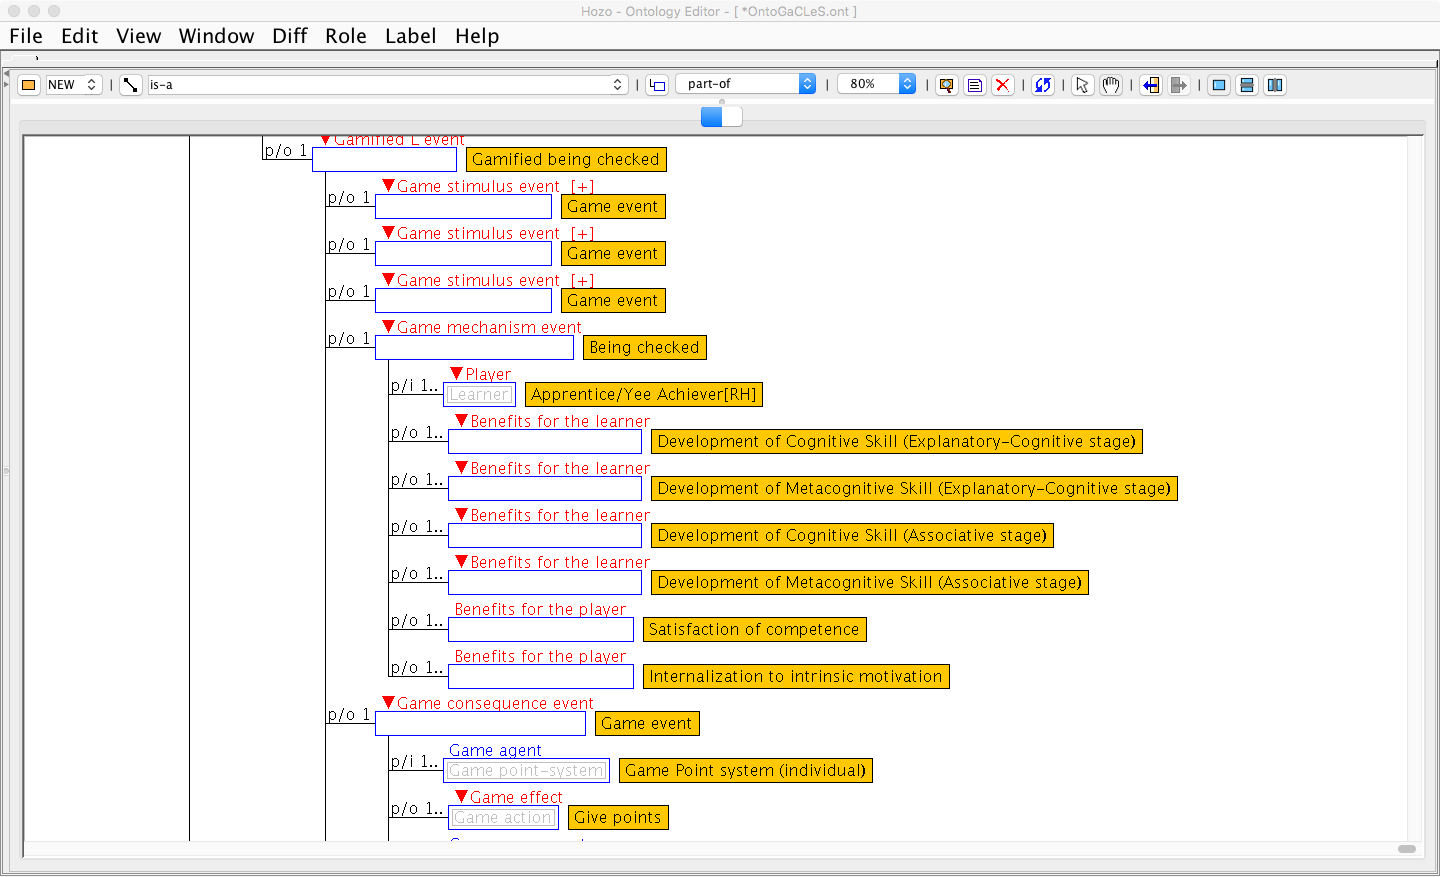 Hozo - Ontology Editor - [ *OntoGaCLeS.ont ]
File Edit View Window Diff Role Label Help
NEW is-a part-of 80%
Gamified L event
p/o 1 Gamified being checked
Game stimulus event [+]
p/o 1 Game event
Game stimulus event [+]
p/o 1 Game event
Game stimulus event [+]
p/o 1 Game event
Game mechanism event
p/o 1 Being checked
Player
p/i 1.. Learner Apprentice/Yee Achiever[RH]
Benefits for the learner
p/o 1.. Development of Cognitive Skill (Explanatory-Cognitive stage)
Benefits for the learner
p/o 1.. Development of Metacognitive Skill (Explanatory-Cognitive stage)
Benefits for the learner
p/o 1.. Development of Cognitive Skill (Associative stage)
Benefits for the learner
p/o 1.. Development of Metacognitive Skill (Associative stage)
Benefits for the player
p/o 1.. Satisfaction of competence
Benefits for the player
p/o 1.. Internalization to intrinsic motivation
Game consequence event
p/o 1 Game event
Game agent
p/i 1.. Game point-system Game Point system (individual)
Game effect
p/o 1.. Game action Give points